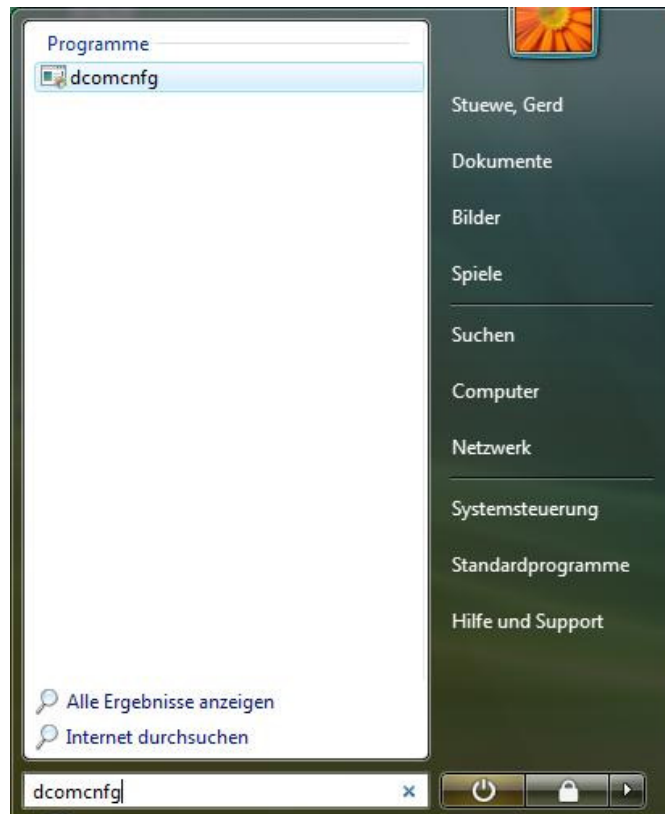 Programme
dcomcnfg
Alle Ergebnisse anzeigen
Internet durchsuchen
dcomcnfg
Stuewe, Gerd
Dokumente
Bilder
Spiele
Suchen
Computer
Netzwerk
Systemsteuerung
Standardprogramme
Hilfe und Support